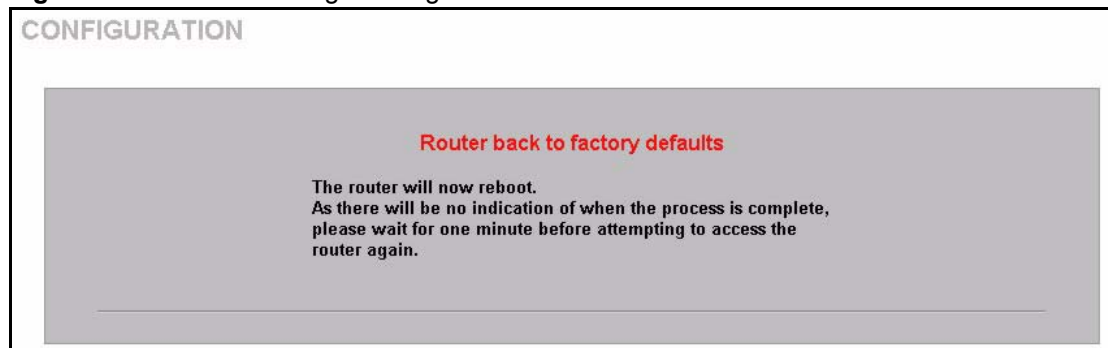 CONFIGURATION
Router back to factory defaults
The router will now reboot.
As there will be no indication of when the process is complete,
please wait for one minute before attempting to access the
router again.